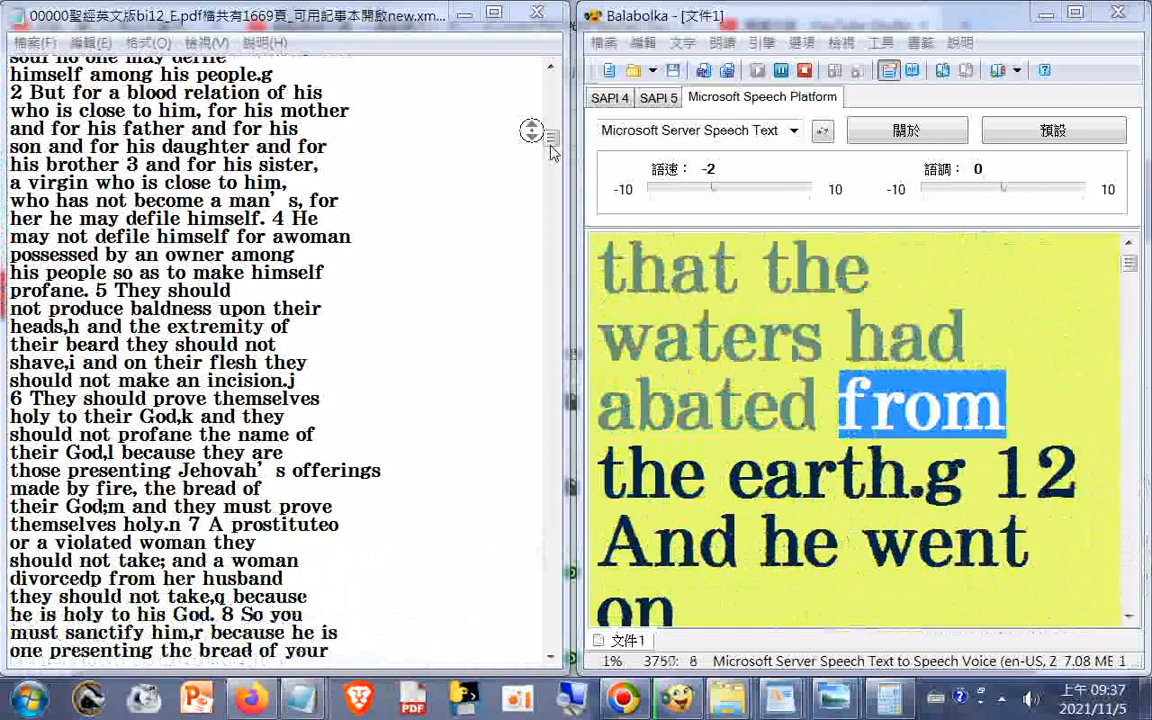 00000聖經英文版bi12_E.pdf檔共有1669頁_可用記事本開啟new.xm...
檔案(F) 編輯(E) 格式(O) 檢視(V) 說明(H)
soul no one may defile
himself among his people.g
2 But for a blood relation of his
who is close to him, for his mother
and for his father and for his
son and for his daughter and for
his brother 3 and for his sister,
a virgin who is close to him,
who has not become a man’s, for
her he may defile himself. 4 He
may not defile himself for awoman
possessed by an owner among
his people so as to make himself
profane. 5 They should
not produce baldness upon their
heads,h and the extremity of
their beard they should not
shave,i and on their flesh they
should not make an incision.j
6 They should prove themselves
holy to their God,k and they
should not profane the name of
their God,l because they are
those presenting Jehovah’s offerings
made by fire, the bread of
their God;m and they must prove
themselves holy.n 7 A prostituteo
or a violated woman they
should not take; and a woman
divorcedp from her husband
they should not take,q because
he is holy to his God. 8 So you
must sanctify him,r because he is
one presenting the bread of your
Balabolka - [文件1]
檔案 編輯 文字 朗讀 引擎 選項 檢視 工具 書籤 說明
SAPI 4 SAPI 5 Microsoft Speech Platform
Microsoft Server Speech Text 關於 預設
語速： -2 語調： 0
-10 10 -10 10
that the
waters had
abated from
the earth.g 12
And he went
on
文件1
1% 3750: 8 Microsoft Server Speech Text to Speech Voice (en-US, Z 7.08 ME 1
PDF
上午 09:37
2021/11/5